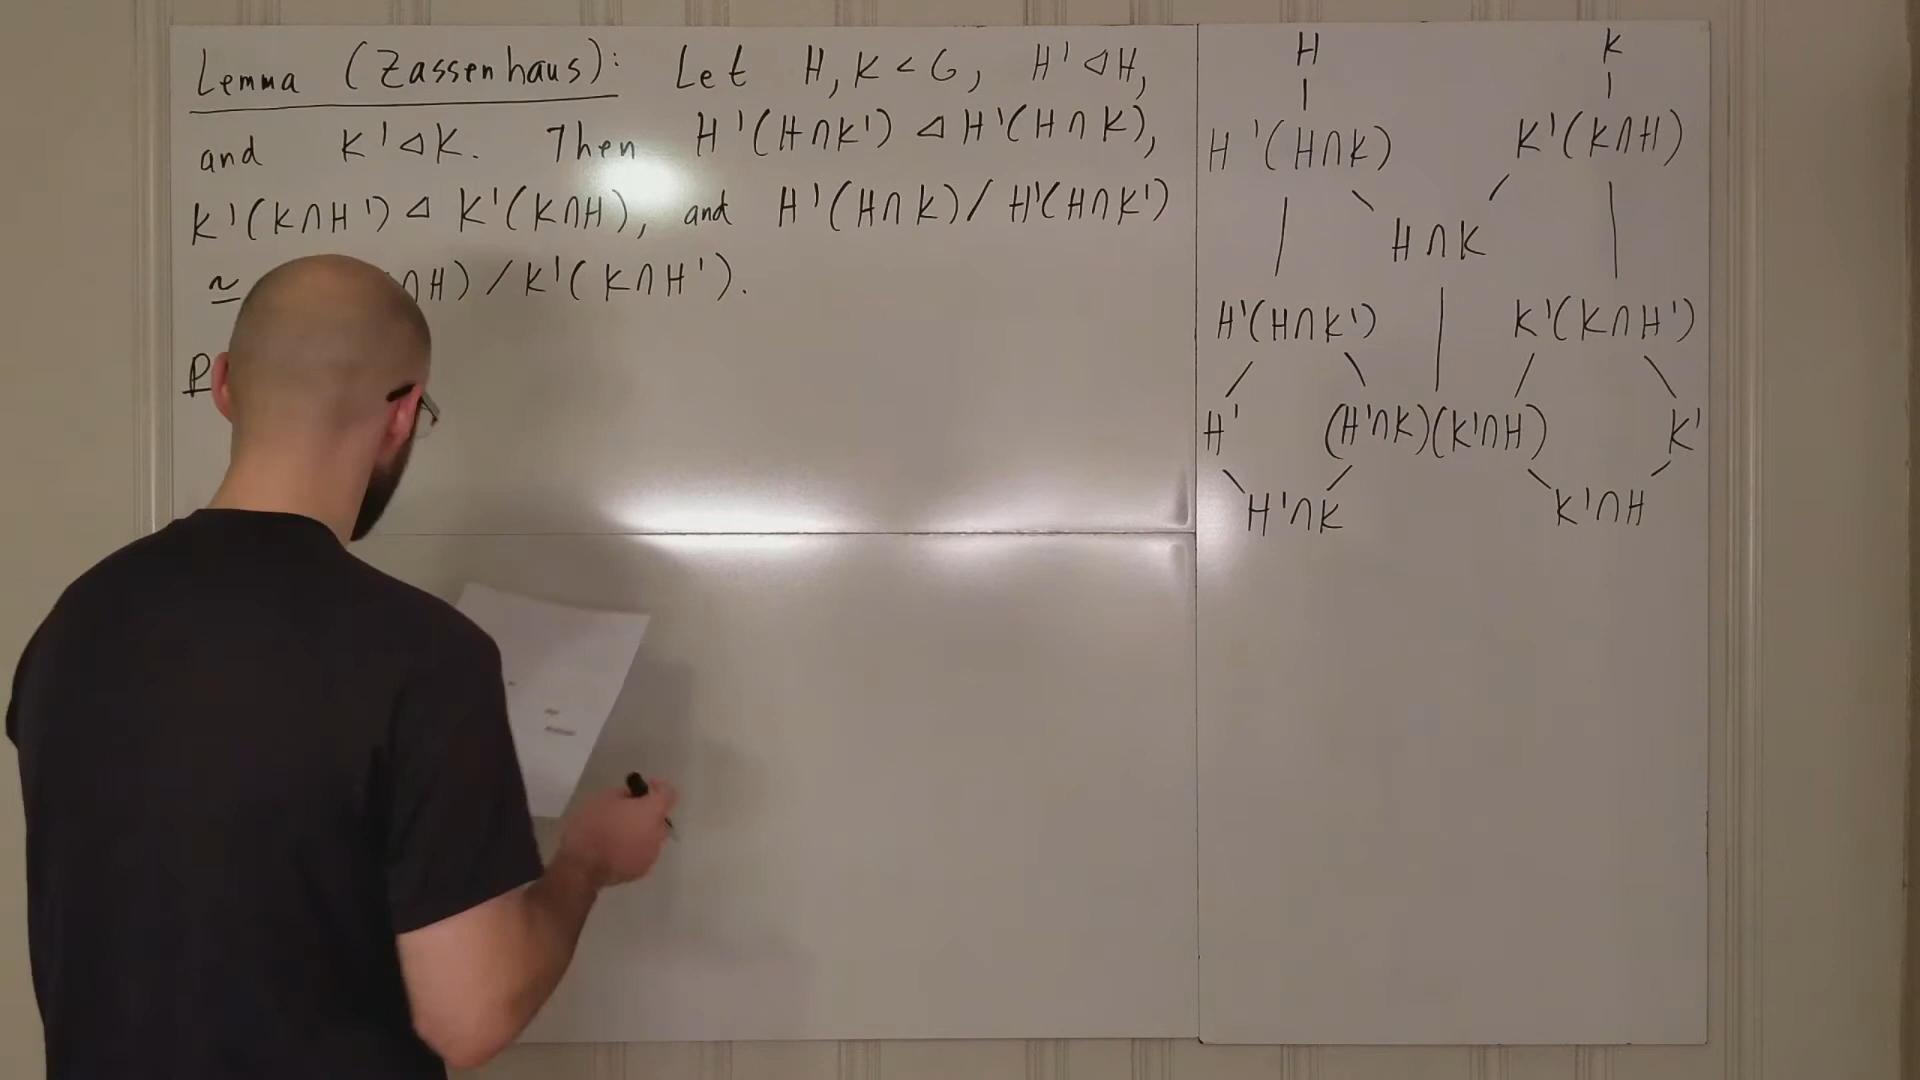 Lemma (Zassenhaus): Let H, K < G, H' ⊲ H,
and K' ⊲ K. Then H'(H∩K') ⊲ H'(H∩K),
K'(K∩H') ⊲ K'(K∩H), and H'(H∩K)/H'(H∩K')
≃ ∩H)/K'(K∩H').
P
H K
H'(H∩K) K'(K∩H)
H∩K
H'(H∩K') K'(K∩H')
H' (H'∩K)(K'∩H) K'
H'∩K K'∩H